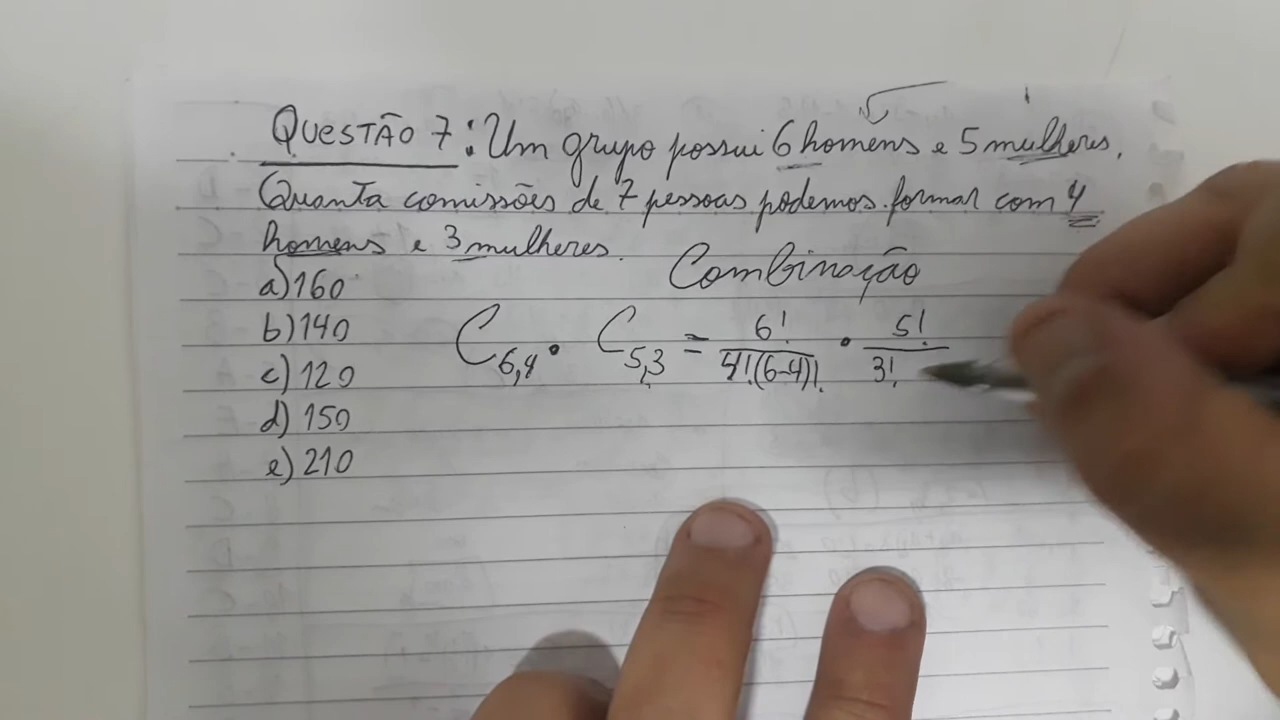 QUESTÃO 7: Um grupo possui 6 homens e 5 mulheres.
Quanta comissões de 7 pessoas podemos formar com 4
homens e 3 mulheres.
Combinação
a) 160
b) 140
C6,4 . C5,3 = 6!/4!(6-4)! . 5!/3!
c) 120
d) 150
e) 210